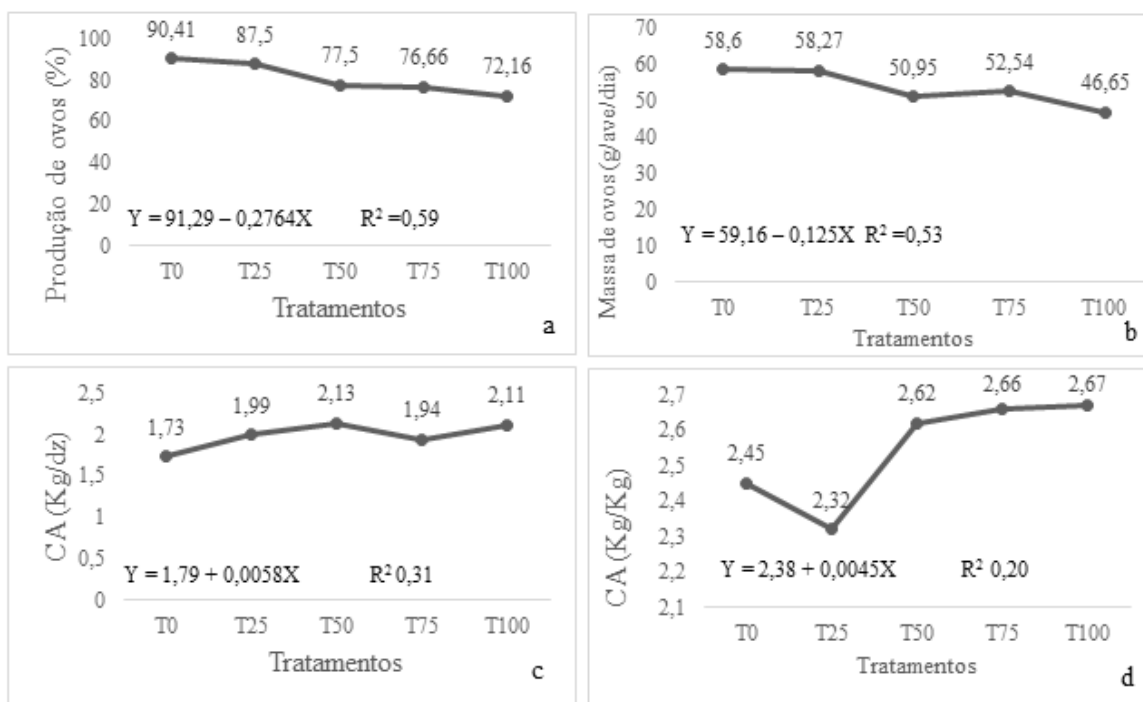 Produção de ovos (%)
100
80
60
40
20
0
90,41
87,5
77,5
76,66
72,16
Y = 91,29 – 0,2764X R² =0,59
T0 T25 T50 T75 T100
Tratamentos
a
Massa de ovos (g/ave/dia)
70
60
50
40
30
20
10
0
58,6
58,27
50,95
52,54
46,65
Y = 59,16 – 0,125X R² =0,53
T0 T25 T50 T75 T100
Tratamentos
b
CA (Kg/dz)
2,5
2
1,5
1
0,5
0
1,73
1,99
2,13
1,94
2,11
Y = 1,79 + 0,0058X R² 0,31
T0 T25 T50 T75 T100
Tratamentos
c
CA (Kg/Kg)
2,7
2,6
2,5
2,4
2,3
2,2
2,1
2,45
2,32
2,62
2,66
2,67
Y = 2,38 + 0,0045X R² 0,20
T0 T25 T50 T75 T100
Tratamentos
d